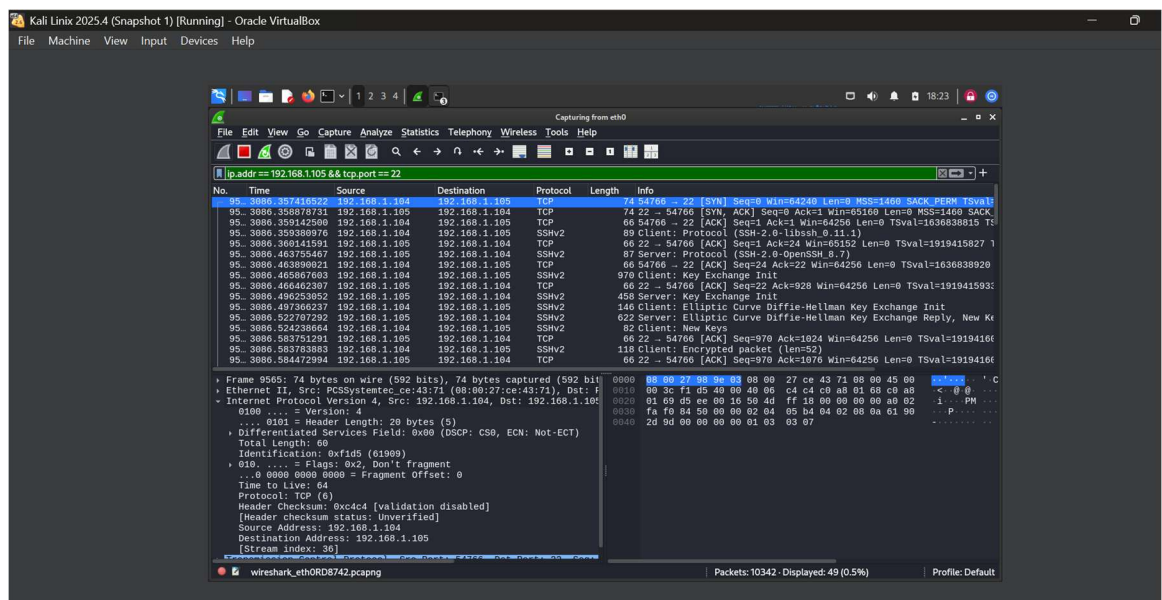 Kali Linix 2025.4 (Snapshot 1) [Running] - Oracle VirtualBox
File Machine View Input Devices Help
1 2 3 4 18:23
Capturing from eth0
File Edit View Go Capture Analyze Statistics Telephony Wireless Tools Help
ip.addr == 192.168.1.105 && tcp.port == 22
No. Time Source Destination Protocol Length Info
95… 3086.357416522 192.168.1.104 192.168.1.105 TCP 74 54766 → 22 [SYN] Seq=0 Win=64240 Len=0 MSS=1460 SACK_PERM TSval=
95… 3086.358878731 192.168.1.105 192.168.1.104 TCP 74 22 → 54766 [SYN, ACK] Seq=0 Ack=1 Win=65160 Len=0 MSS=1460 SACK_
95… 3086.359142500 192.168.1.104 192.168.1.105 TCP 66 54766 → 22 [ACK] Seq=1 Ack=1 Win=64256 Len=0 TSval=1636838815 TS
95… 3086.359380976 192.168.1.104 192.168.1.105 SSHv2 89 Client: Protocol (SSH-2.0-libssh_0.11.1)
95… 3086.360141591 192.168.1.105 192.168.1.104 TCP 66 22 → 54766 [ACK] Seq=1 Ack=24 Win=65152 Len=0 TSval=1919415827 T
95… 3086.463755467 192.168.1.105 192.168.1.104 SSHv2 87 Server: Protocol (SSH-2.0-OpenSSH_8.7)
95… 3086.463890021 192.168.1.104 192.168.1.105 TCP 66 54766 → 22 [ACK] Seq=24 Ack=22 Win=64256 Len=0 TSval=1636838920
95… 3086.465867603 192.168.1.104 192.168.1.105 SSHv2 970 Client: Key Exchange Init
95… 3086.466462307 192.168.1.105 192.168.1.104 TCP 66 22 → 54766 [ACK] Seq=22 Ack=928 Win=64256 Len=0 TSval=191941593
95… 3086.496253052 192.168.1.105 192.168.1.104 SSHv2 458 Server: Key Exchange Init
95… 3086.497366237 192.168.1.104 192.168.1.105 SSHv2 146 Client: Elliptic Curve Diffie-Hellman Key Exchange Init
95… 3086.522707292 192.168.1.105 192.168.1.104 SSHv2 622 Server: Elliptic Curve Diffie-Hellman Key Exchange Reply, New Ke
95… 3086.524238664 192.168.1.104 192.168.1.105 SSHv2 82 Client: New Keys
95… 3086.583751291 192.168.1.105 192.168.1.104 TCP 66 22 → 54766 [ACK] Seq=970 Ack=1024 Win=64256 Len=0 TSval=1919416
95… 3086.583783883 192.168.1.104 192.168.1.105 SSHv2 118 Client: Encrypted packet (len=52)
95… 3086.584472994 192.168.1.105 192.168.1.104 TCP 66 22 → 54766 [ACK] Seq=970 Ack=1076 Win=64256 Len=0 TSval=1919416
Frame 9565: 74 bytes on wire (592 bits), 74 bytes captured (592 bit
Ethernet II, Src: PCSSystemtec_ce:43:71 (08:00:27:ce:43:71), Dst:
Internet Protocol Version 4, Src: 192.168.1.104, Dst: 192.168.1.105
0100 .... = Version: 4
.... 0101 = Header Length: 20 bytes (5)
Differentiated Services Field: 0x00 (DSCP: CS0, ECN: Not-ECT)
Total Length: 60
Identification: 0xf1d5 (61909)
010. .... = Flags: 0x2, Don't fragment
...0 0000 0000 0000 = Fragment Offset: 0
Time to Live: 64
Protocol: TCP (6)
Header Checksum: 0xc4c4 [validation disabled]
[Header checksum status: Unverified]
Source Address: 192.168.1.104
Destination Address: 192.168.1.105
[Stream index: 36]
0000 08 00 27 98 9e 03 08 00 27 ce 43 71 08 00 45 00
0010 00 3c f1 d5 40 00 40 06 c4 c4 c0 a8 01 68 c0 a8
0020 01 69 d5 ee 00 16 50 4d ff 18 00 00 00 00 a0 02
0030 fa f0 84 50 00 00 02 04 05 b4 04 02 08 0a 61 90
0040 2d 9d 00 00 00 00 01 03 03 07
wireshark_eth0RD8742.pcapng Packets: 10342 · Displayed: 49 (0.5%) Profile: Default